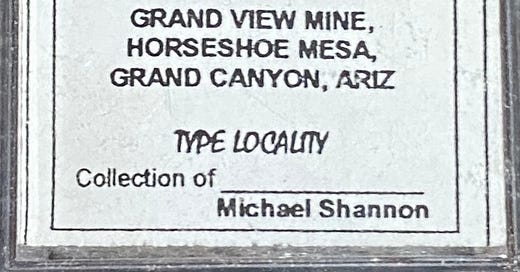 GRAND VIEW MINE,
HORSESHOE MESA,
GRAND CANYON, ARIZ
TYPE LOCALITY
Collection of
Michael Shannon